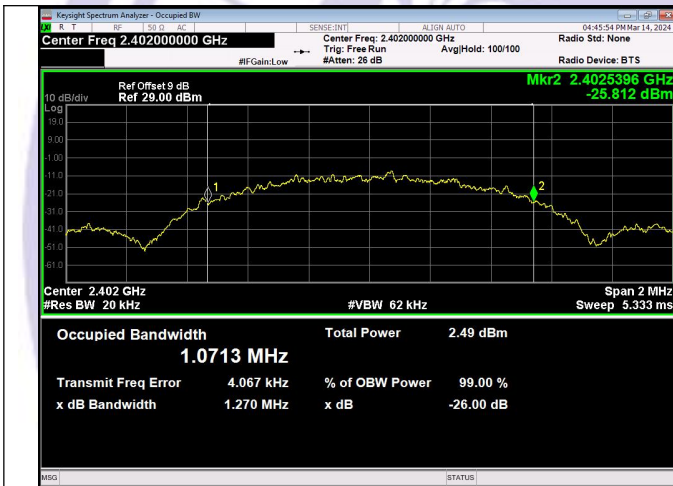 Keysight Spectrum Analyzer - Occupied BW
LXI R T RF 50 Ω AC SENSE:INT ALIGN AUTO 04:45:54 PM Mar 14, 2024
Center Freq 2.402000000 GHz Center Freq: 2.402000000 GHz Radio Std: None
Trig: Free Run Avg|Hold: 100/100
#IFGain:Low #Atten: 26 dB Radio Device: BTS
Mkr2 2.4025396 GHz
Ref Offset 9 dB
10 dB/div Ref 29.00 dBm -25.812 dBm
Log
19.0
9.00
-1.00
-11.0
1 2
-21.0
-31.0
-41.0
-51.0
-61.0
Center 2.402 GHz Span 2 MHz
#Res BW 20 kHz #VBW 62 kHz Sweep 5.333 ms
Occupied Bandwidth Total Power 2.49 dBm
1.0713 MHz
Transmit Freq Error 4.067 kHz % of OBW Power 99.00 %
x dB Bandwidth 1.270 MHz x dB -26.00 dB
MSG STATUS